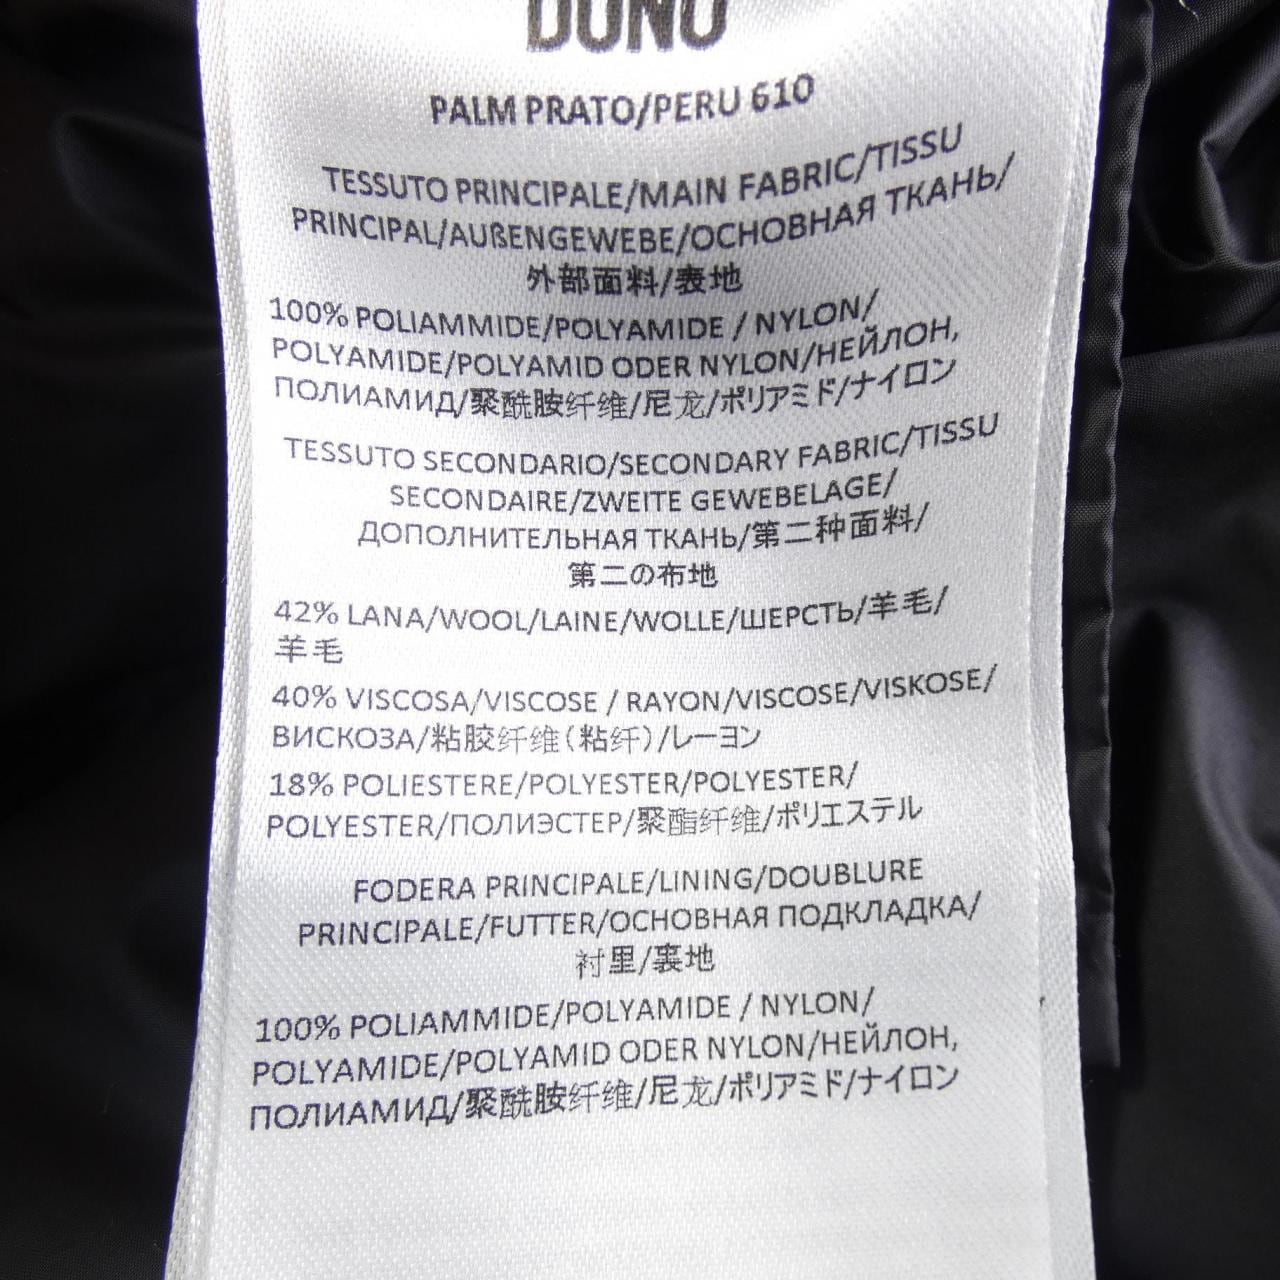 DUNO
PALM PRATO/PERU 610
TESSUTO PRINCIPALE/MAIN FABRIC/TISSU
PRINCIPAL/AUßENGEWEBE/ОСНОВНАЯ ТКАНЬ/
外部面料/表地
100% POLIAMMIDE/POLYAMIDE / NYLON/
POLYAMIDE/POLYAMID ODER NYLON/НЕЙЛОН,
ПОЛИАМИД/聚酰胺纤维/尼龙/ポリアミド/ナイロン
TESSUTO SECONDARIO/SECONDARY FABRIC/TISSU
SECONDAIRE/ZWEITE GEWEBELAGE/
ДОПОЛНИТЕЛЬНАЯ ТКАНЬ/第二种面料/
第二の布地
42% LANA/WOOL/LAINE/WOLLE/ШЕРСТЬ/羊毛/
羊毛
40% VISCOSA/VISCOSE / RAYON/VISCOSE/VISKOSE/
ВИСКОЗА/粘胶纤维(粘纤)/レーヨン
18% POLIESTERE/POLYESTER/POLYESTER/
POLYESTER/ПОЛИЭСТЕР/聚酯纤维/ポリエステル
FODERA PRINCIPALE/LINING/DOUBLURE
PRINCIPALE/FUTTER/ОСНОВНАЯ ПОДКЛАДКА/
衬里/裏地
100% POLIAMMIDE/POLYAMIDE / NYLON/
POLYAMIDE/POLYAMID ODER NYLON/НЕЙЛОН,
ПОЛИАМИД/聚酰胺纤维/尼龙/ポリアミド/ナイロン